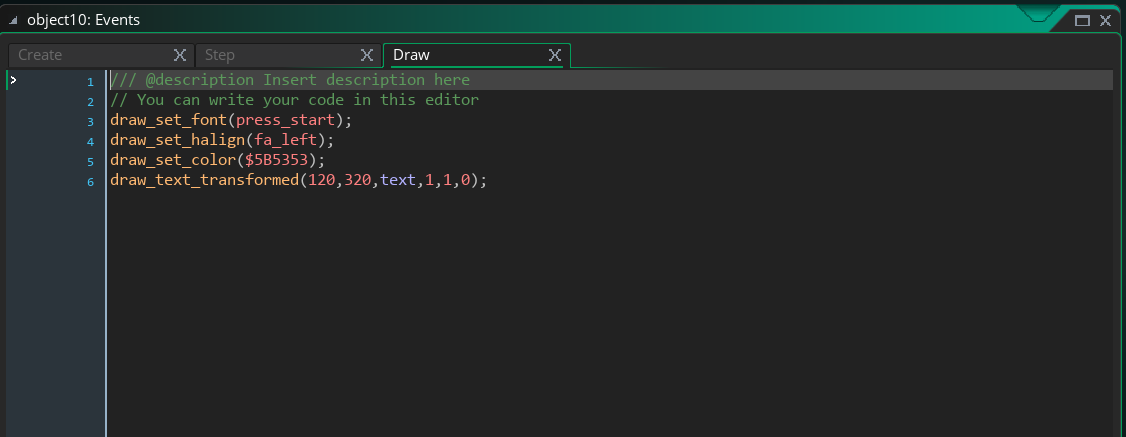 object10: Events
Create
Step
Draw
1 /// @description Insert description here
2 // You can write your code in this editor
3 draw_set_font(press_start);
4 draw_set_halign(fa_left);
5 draw_set_color($5B5353);
6 draw_text_transformed(120,320,text,1,1,0);